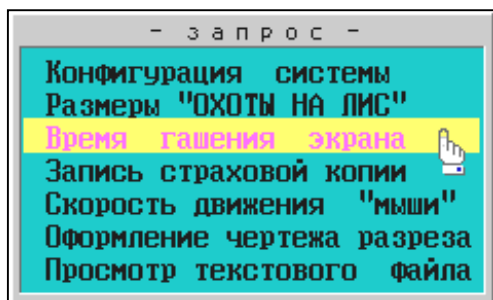 - запрос -
Конфигурация системы
Размеры "ОХОТЫ НА ЛИС"
Время гашения экрана
Запись страховой копии
Скорость движения "мыши"
Оформление чертежа разреза
Просмотр текстового файла